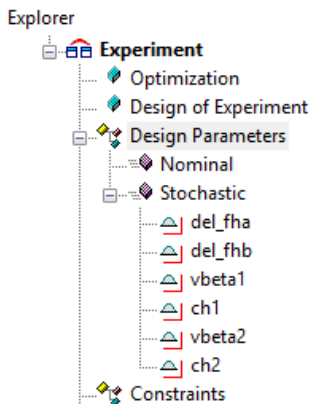 Explorer
Experiment
Optimization
Design of Experiment
Design Parameters
Nominal
Stochastic
del_fha
del_fhb
vbeta1
ch1
vbeta2
ch2
Constraints